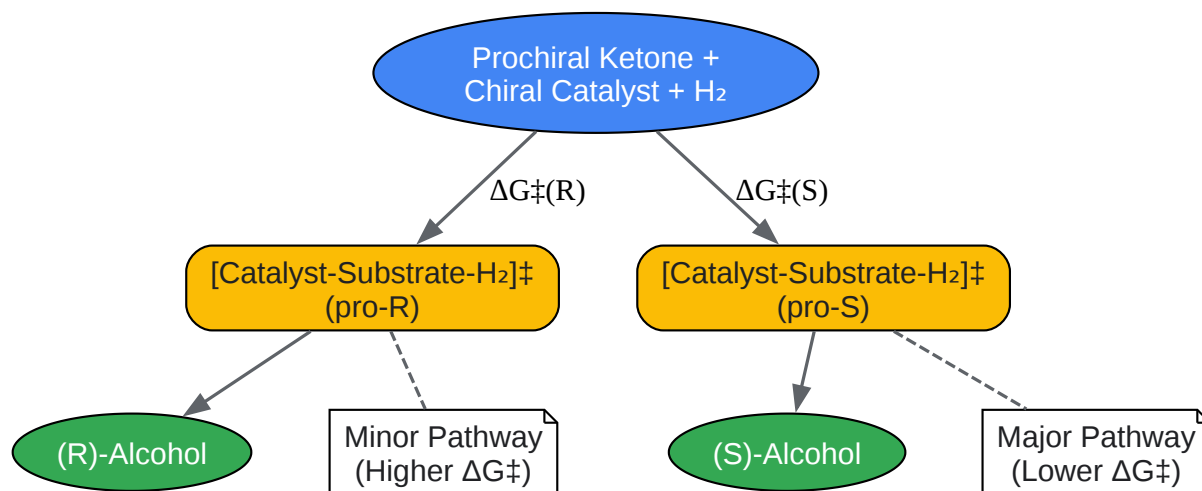 Prochiral Ketone +
Chiral Catalyst + H₂
ΔG‡(R)
ΔG‡(S)
[Catalyst-Substrate-H₂]‡
(pro-R)
[Catalyst-Substrate-H₂]‡
(pro-S)
(R)-Alcohol
Minor Pathway
(Higher ΔG‡)
(S)-Alcohol
Major Pathway
(Lower ΔG‡)